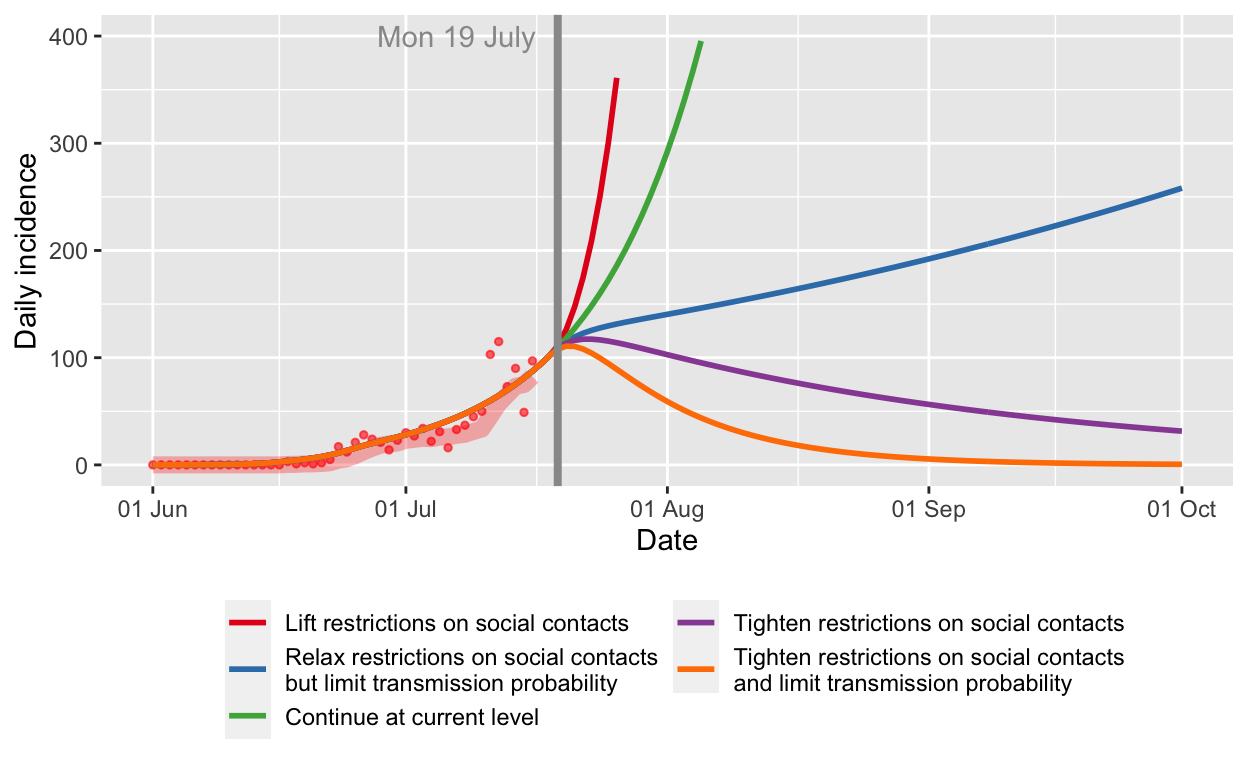 Mon 19 July
400
300
200
100
0
Daily incidence
01 Jun
01 Jul
01 Aug
01 Sep
01 Oct
Date
Lift restrictions on social contacts
Relax restrictions on social contacts
but limit transmission probability
Continue at current level
Tighten restrictions on social contacts
Tighten restrictions on social contacts
and limit transmission probability